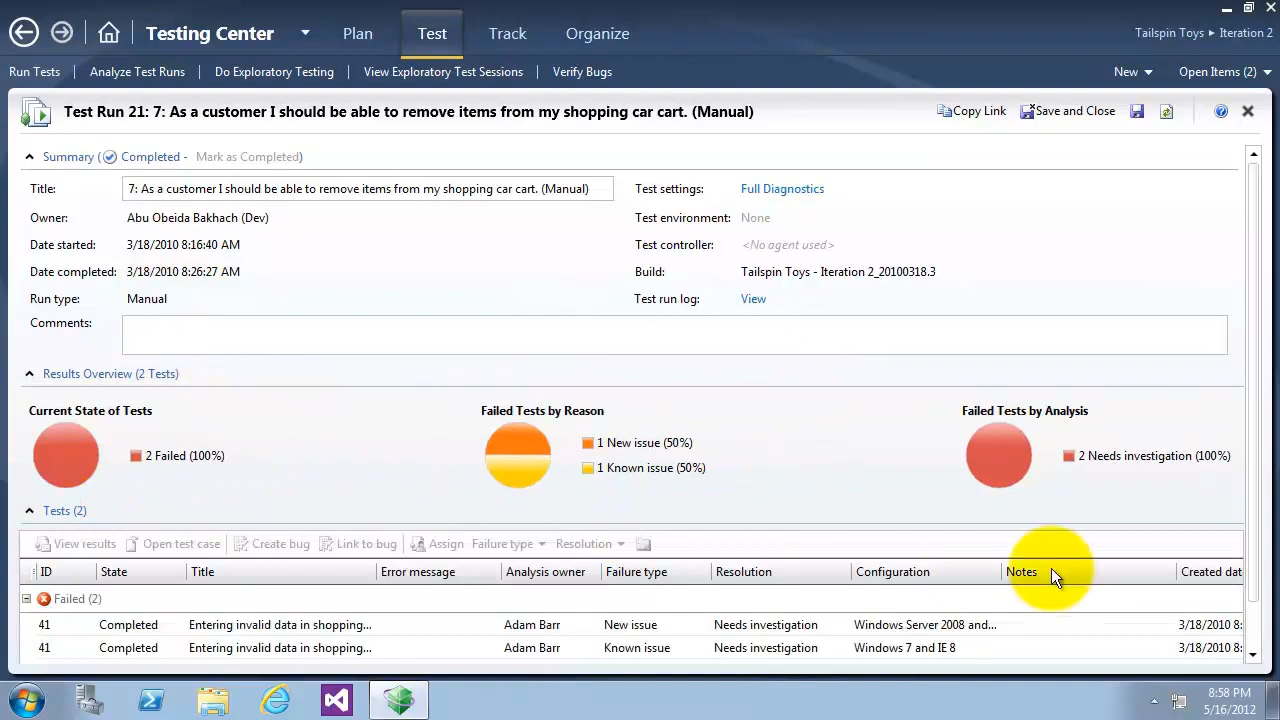 Testing Center Plan Test Track Organize Tailspin Toys Iteration 2
Run Tests Analyze Test Runs Do Exploratory Testing View Exploratory Test Sessions Verify Bugs New Open Items (2)
Test Run 21: 7: As a customer I should be able to remove items from my shopping car cart. (Manual) Copy Link Save and Close
Summary ( Completed - Mark as Completed)
Title: 7: As a customer I should be able to remove items from my shopping car cart. (Manual) Test settings: Full Diagnostics
Owner: Abu Obeida Bakhach (Dev) Test environment: None
Date started: 3/18/2010 8:16:40 AM Test controller: <No agent used>
Date completed: 3/18/2010 8:26:27 AM Build: Tailspin Toys - Iteration 2_20100318.3
Run type: Manual Test run log: View
Comments:
Results Overview (2 Tests)
Current State of Tests Failed Tests by Reason Failed Tests by Analysis
2 Failed (100%) 1 New issue (50%) 2 Needs investigation (100%)
1 Known issue (50%)
Tests (2)
View results Open test case Create bug Link to bug Assign Failure type Resolution
ID State Title Error message Analysis owner Failure type Resolution Configuration Notes Created dat
Failed (2)
41 Completed Entering invalid data in shopping... Adam Barr New issue Needs investigation Windows Server 2008 and... 3/18/2010 8:
41 Completed Entering invalid data in shopping... Adam Barr Known issue Needs investigation Windows 7 and IE 8 3/18/2010 8:
8:58 PM
5/16/2012